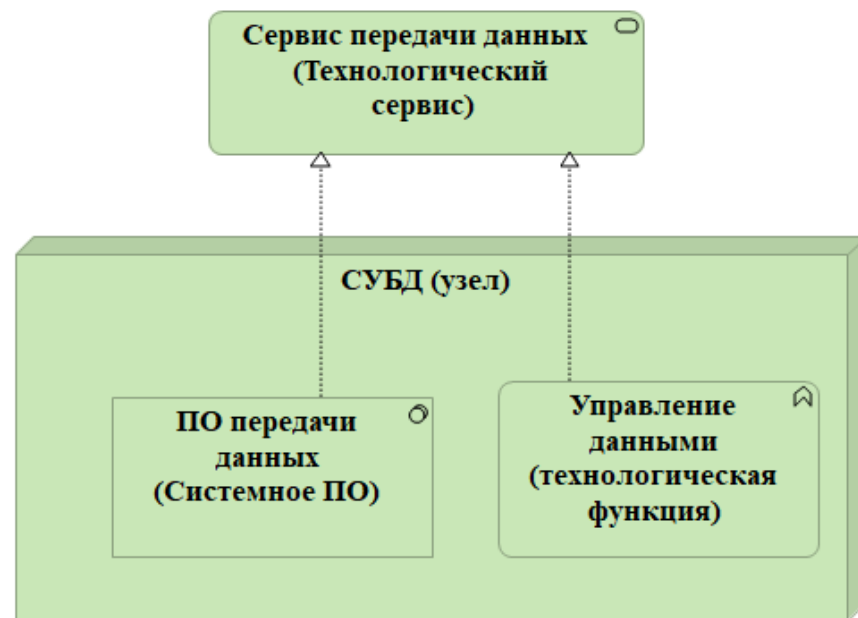 Сервис передачи данных
(Технологический
сервис)
СУБД (узел)
ПО передачи
данных
(Системное ПО)
Управление
данными
(технологическая
функция)